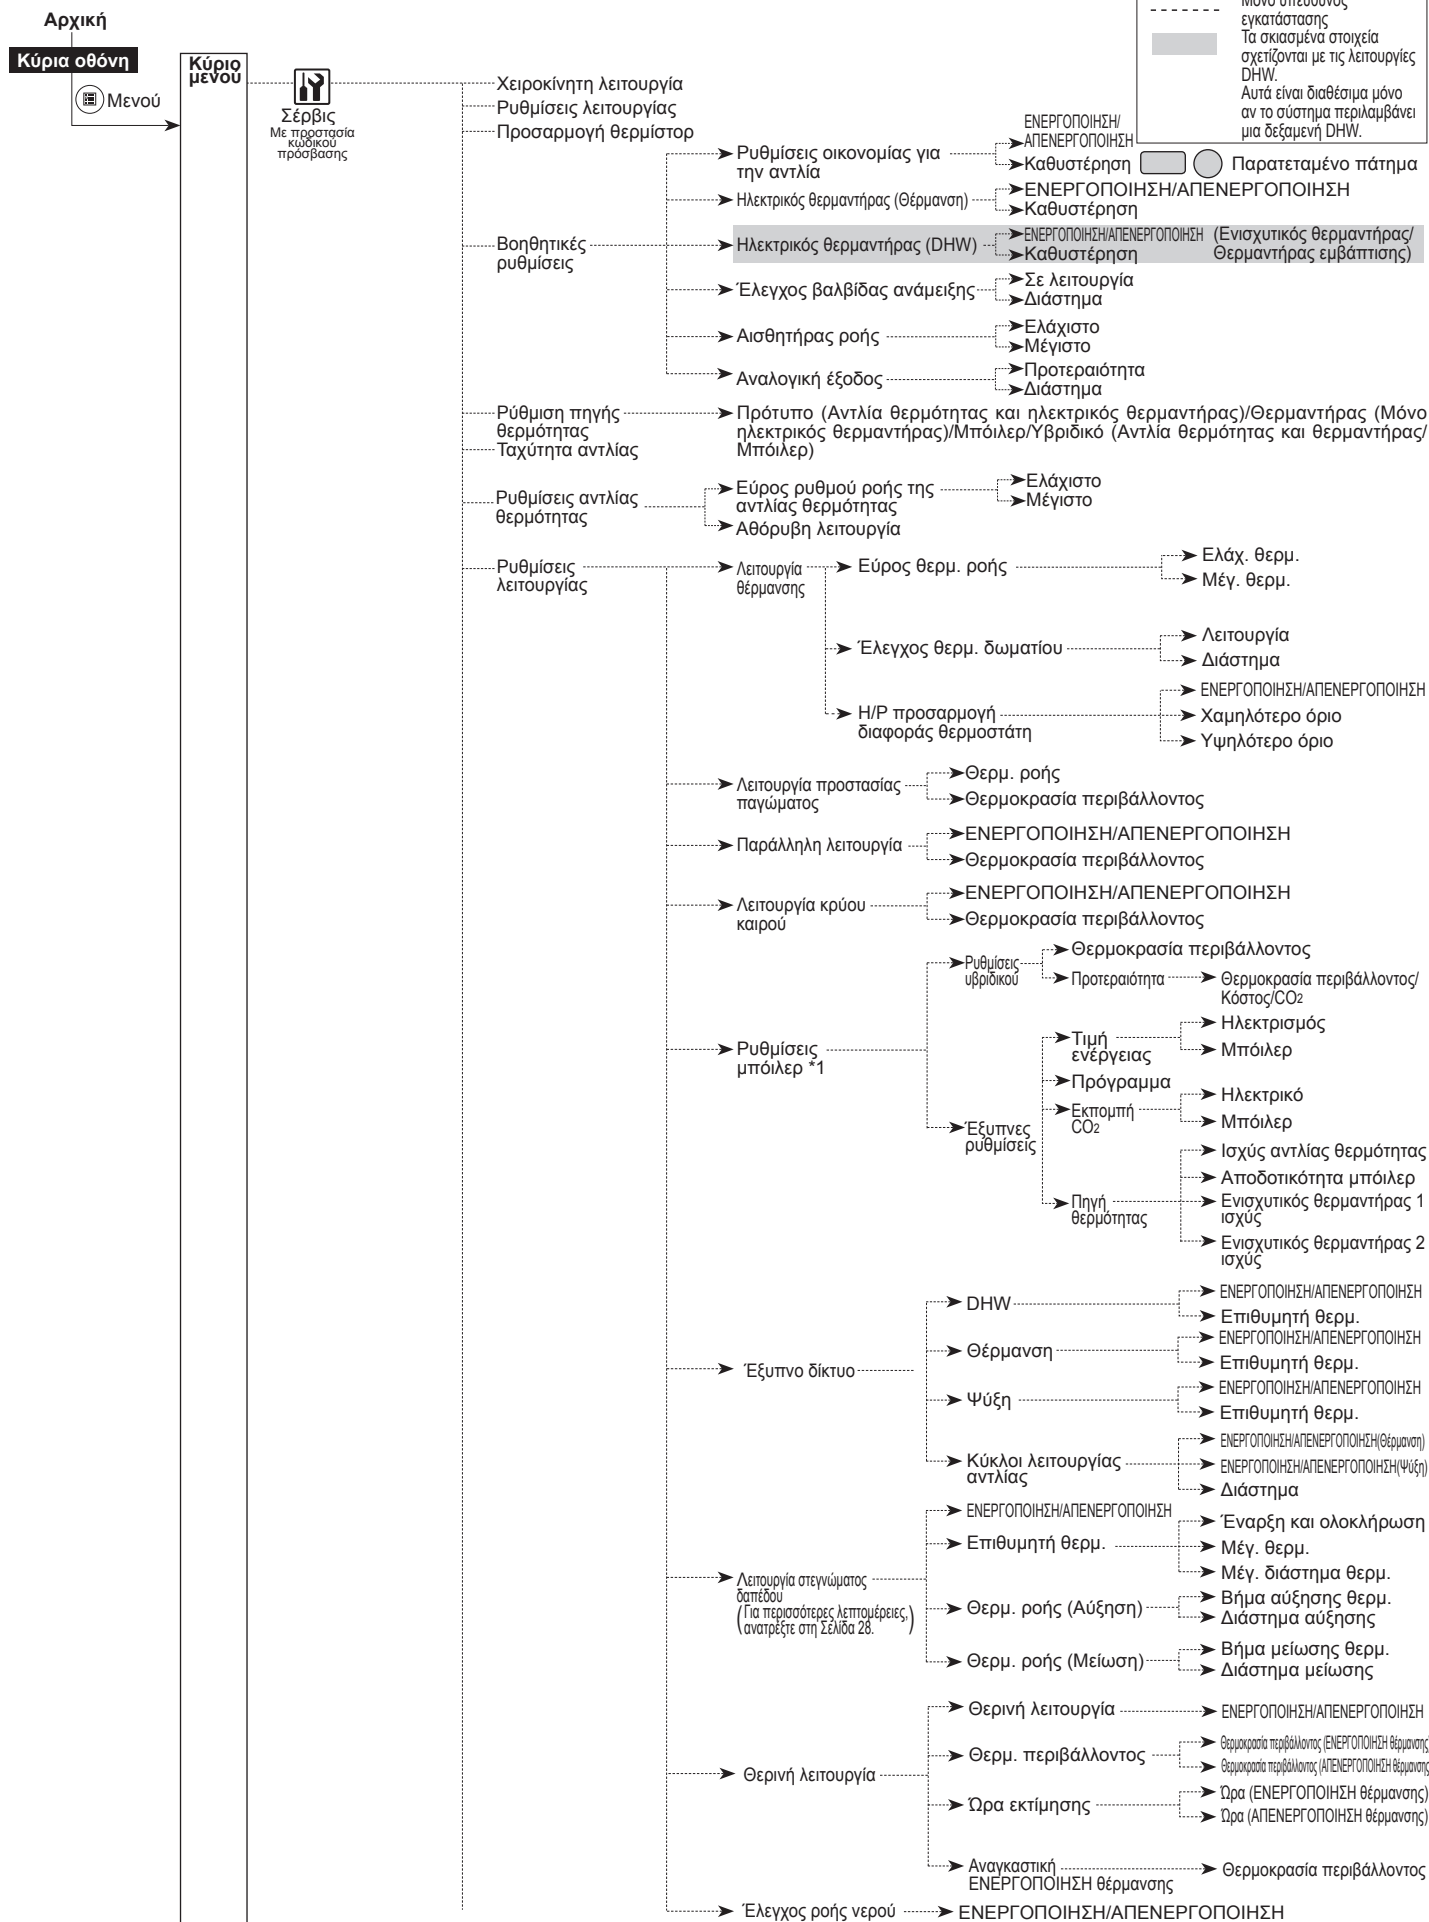 Μόνο υπεύθυνος
εγκατάστασης
Τα σκιασμένα στοιχεία
σχετίζονται με τις λειτουργίες
DHW.
Αυτά είναι διαθέσιμα μόνο
αν το σύστημα περιλαμβάνει
μια δεξαμενή DHW.
Παρατεταμένο πάτημα
Αρχική
Κύρια οθόνη
Μενού
Κύριο
μενού
Σέρβις
Με προστασία
κωδικού
πρόσβασης
Χειροκίνητη λειτουργία
Ρυθμίσεις λειτουργίας
Προσαρμογή θερμίστορ
Βοηθητικές
ρυθμίσεις
Ρυθμίσεις οικονομίας για
την αντλία
ΕΝΕΡΓΟΠΟΙΗΣΗ/
ΑΠΕΝΕΡΓΟΠΟΙΗΣΗ
Καθυστέρηση
Ηλεκτρικός θερμαντήρας (Θέρμανση)
ΕΝΕΡΓΟΠΟΙΗΣΗ/ΑΠΕΝΕΡΓΟΠΟΙΗΣΗ
Καθυστέρηση
Ηλεκτρικός θερμαντήρας (DHW)
ΕΝΕΡΓΟΠΟΙΗΣΗ/ΑΠΕΝΕΡΓΟΠΟΙΗΣΗ (Ενισχυτικός θερμαντήρας/
Καθυστέρηση Θερμαντήρας εμβάπτισης)
Έλεγχος βαλβίδας ανάμειξης
Σε λειτουργία
Διάστημα
Αισθητήρας ροής
Ελάχιστο
Μέγιστο
Αναλογική έξοδος
Προτεραιότητα
Διάστημα
Ρύθμιση πηγής
θερμότητας
Πρότυπο (Αντλία θερμότητας και ηλεκτρικός θερμαντήρας)/Θερμαντήρας (Μόνο
ηλεκτρικός θερμαντήρας)/Μπόιλερ/Υβριδικό (Αντλία θερμότητας και θερμαντήρας/
Μπόιλερ)
Ταχύτητα αντλίας
Ρυθμίσεις αντλίας
θερμότητας
Εύρος ρυθμού ροής της
αντλίας θερμότητας
Ελάχιστο
Μέγιστο
Αθόρυβη λειτουργία
Ρυθμίσεις
λειτουργίας
Λειτουργία
θέρμανσης
Εύρος θερμ. ροής
Ελάχ. θερμ.
Μέγ. θερμ.
Έλεγχος θερμ. δωματίου
Λειτουργία
Διάστημα
Η/Ρ προσαρμογή
διαφοράς θερμοστάτη
ΕΝΕΡΓΟΠΟΙΗΣΗ/ΑΠΕΝΕΡΓΟΠΟΙΗΣΗ
Χαμηλότερο όριο
Υψηλότερο όριο
Λειτουργία προστασίας
παγώματος
Θερμ. ροής
Θερμοκρασία περιβάλλοντος
Παράλληλη λειτουργία
ΕΝΕΡΓΟΠΟΙΗΣΗ/ΑΠΕΝΕΡΓΟΠΟΙΗΣΗ
Θερμοκρασία περιβάλλοντος
Λειτουργία κρύου
καιρού
ΕΝΕΡΓΟΠΟΙΗΣΗ/ΑΠΕΝΕΡΓΟΠΟΙΗΣΗ
Θερμοκρασία περιβάλλοντος
Ρυθμίσεις
μπόιλερ *1
Ρυθμίσεις
υβριδικού
Θερμοκρασία περιβάλλοντος
Προτεραιότητα
Θερμοκρασία περιβάλλοντος/
Κόστος/CO2
Έξυπνες
ρυθμίσεις
Τιμή
ενέργειας
Ηλεκτρισμός
Μπόιλερ
Πρόγραμμα
Εκπομπή
CO2
Ηλεκτρικό
Μπόιλερ
Πηγή
θερμότητας
Ισχύς αντλίας θερμότητας
Αποδοτικότητα μπόιλερ
Ενισχυτικός θερμαντήρας 1
ισχύς
Ενισχυτικός θερμαντήρας 2
ισχύς
Έξυπνο δίκτυο
DHW
ΕΝΕΡΓΟΠΟΙΗΣΗ/ΑΠΕΝΕΡΓΟΠΟΙΗΣΗ
Επιθυμητή θερμ.
Θέρμανση
ΕΝΕΡΓΟΠΟΙΗΣΗ/ΑΠΕΝΕΡΓΟΠΟΙΗΣΗ
Επιθυμητή θερμ.
Ψύξη
ΕΝΕΡΓΟΠΟΙΗΣΗ/ΑΠΕΝΕΡΓΟΠΟΙΗΣΗ
Επιθυμητή θερμ.
Κύκλοι λειτουργίας
αντλίας
ΕΝΕΡΓΟΠΟΙΗΣΗ/ΑΠΕΝΕΡΓΟΠΟΙΗΣΗ(Θέρμανση)
ΕΝΕΡΓΟΠΟΙΗΣΗ/ΑΠΕΝΕΡΓΟΠΟΙΗΣΗ(Ψύξη)
Διάστημα
Λειτουργία στεγνώματος
δαπέδου
(Για περισσότερες λεπτομέρειες,
ανατρέξτε στη Σελίδα 28.)
ΕΝΕΡΓΟΠΟΙΗΣΗ/ΑΠΕΝΕΡΓΟΠΟΙΗΣΗ
Επιθυμητή θερμ.
Έναρξη και ολοκλήρωση
Μέγ. θερμ.
Μέγ. διάστημα θερμ.
Θερμ. ροής (Αύξηση)
Βήμα αύξησης θερμ.
Διάστημα αύξησης
Θερμ. ροής (Μείωση)
Βήμα μείωσης θερμ.
Διάστημα μείωσης
Θερινή λειτουργία
Θερινή λειτουργία
ΕΝΕΡΓΟΠΟΙΗΣΗ/ΑΠΕΝΕΡΓΟΠΟΙΗΣΗ
Θερμ. περιβάλλοντος
Θερμοκρασία περιβάλλοντος (ΕΝΕΡΓΟΠΟΙΗΣΗ θέρμανσης)
Θερμοκρασία περιβάλλοντος (ΑΠΕΝΕΡΓΟΠΟΙΗΣΗ θέρμανσης
Ώρα εκτίμησης
Ώρα (ΕΝΕΡΓΟΠΟΙΗΣΗ θέρμανσης)
Ώρα (ΑΠΕΝΕΡΓΟΠΟΙΗΣΗ θέρμανσης)
Αναγκαστική
ΕΝΕΡΓΟΠΟΙΗΣΗ θέρμανσης
Θερμοκρασία περιβάλλοντος
Έλεγχος ροής νερού
ΕΝΕΡΓΟΠΟΙΗΣΗ/ΑΠΕΝΕΡΓΟΠΟΙΗΣΗ